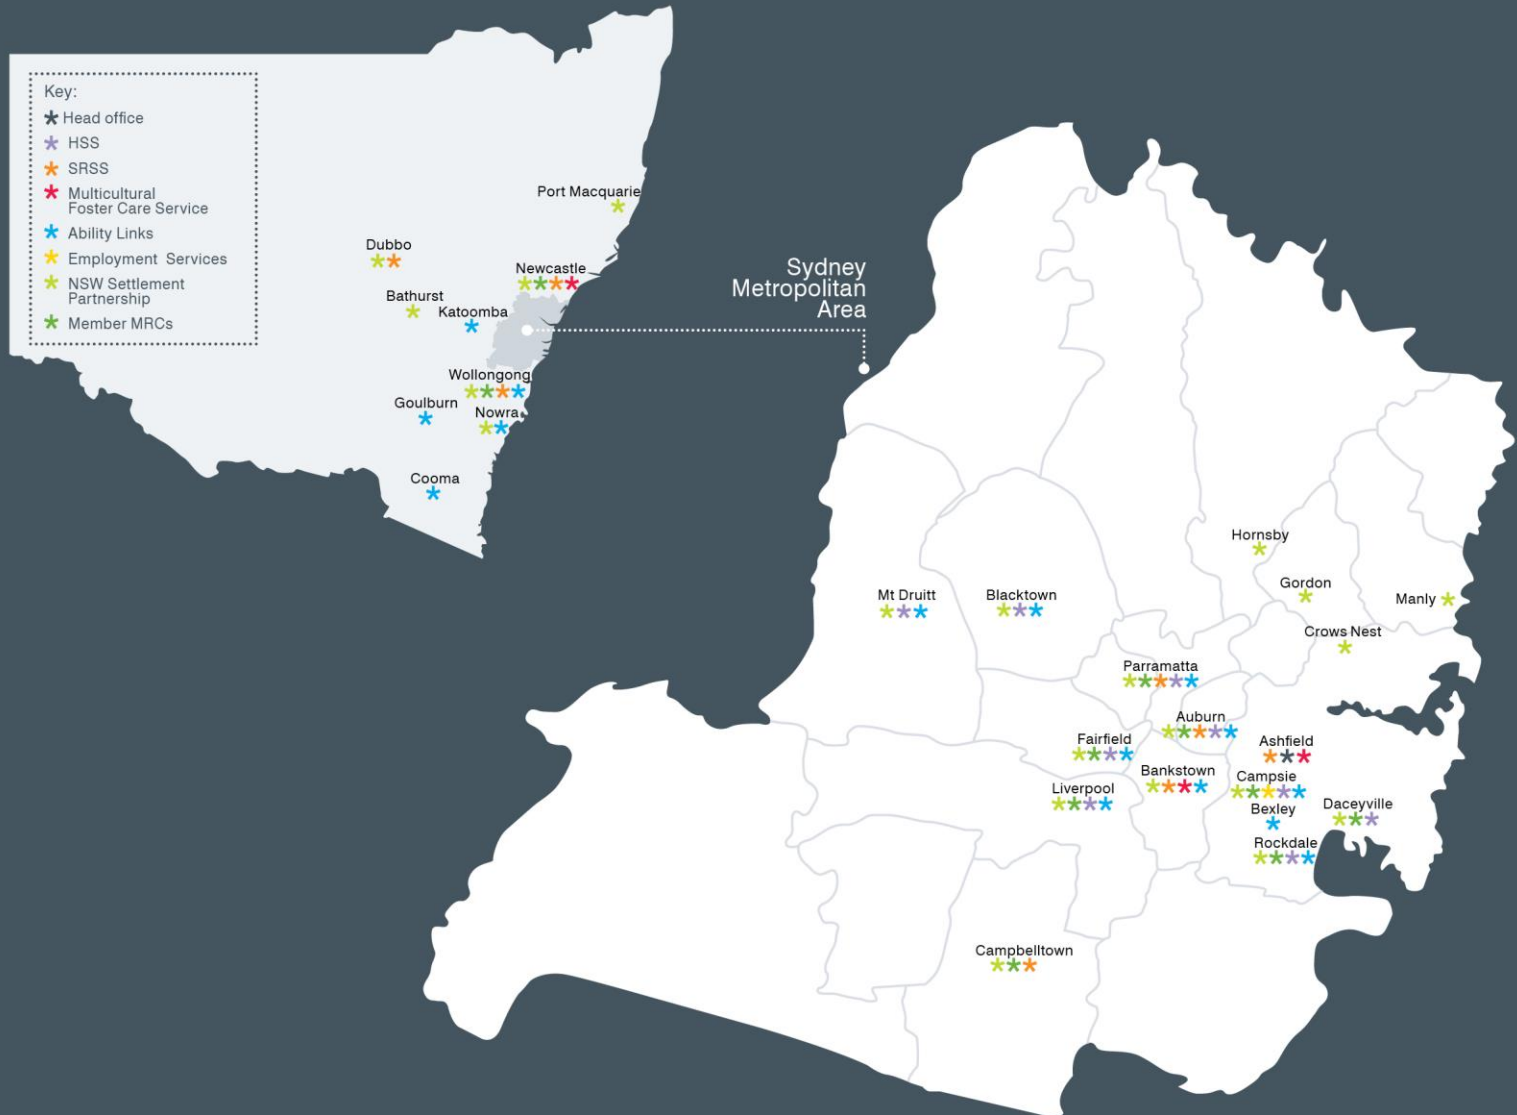 Key:
Head office
HSS
SRSS
Multicultural
Foster Care Service
Ability Links
Employment Services
NSW Settlement
Partnership
Member MRCs
Port Macquarie
Dubbo
Newcastle
Bathurst
Katoomba
Wollongong
Goulburn
Nowra
Cooma
Sydney
Metropolitan
Area
Hornsby
Gordon
Manly
Mt Druitt
Blacktown
Crows Nest
Parramatta
Auburn
Fairfield
Ashfield
Bankstown
Campsie
Liverpool
Bexley
Daceyville
Rockdale
Campbelltown